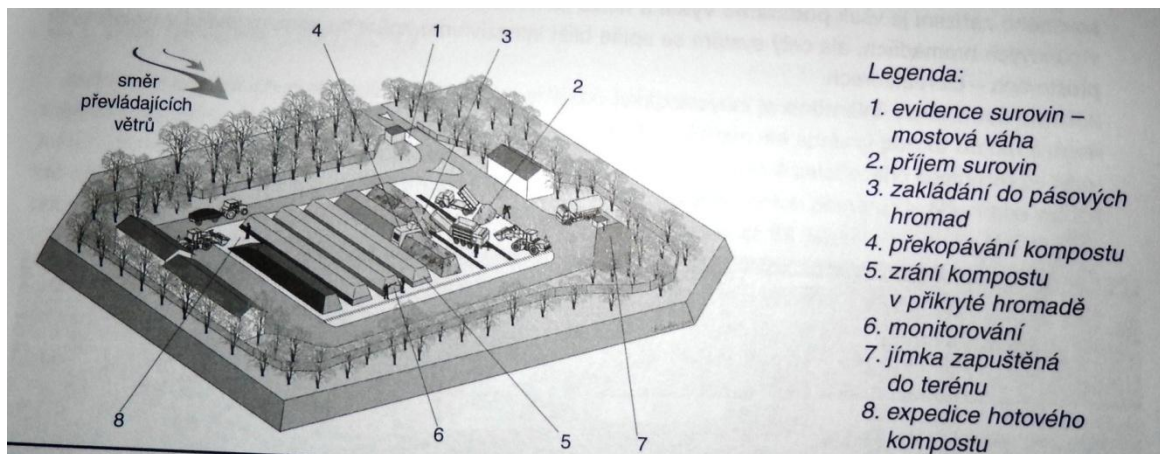 směr
převládajících
větrů
4
1
3
2
8
6
5
7
Legenda:
1. evidence surovin –
mostová váha
2. příjem surovin
3. zakládání do pásových
hromad
4. překopávání kompostu
5. zrání kompostu
v přikryté hromadě
6. monitorování
7. jímka zapuštěná
do terénu
8. expedice hotového
kompostu